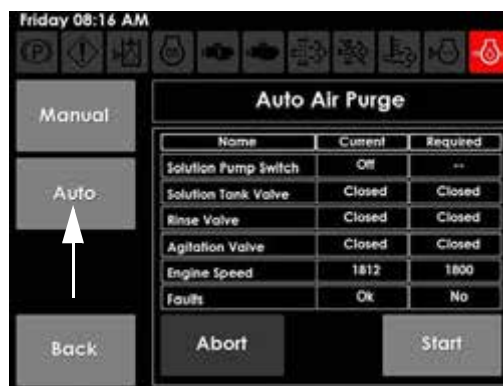 Friday 08:16 AM
Manual
Auto
Back
Auto Air Purge
Name Current Required
Solution Pump Switch Off --
Solution Tank Valve Closed Closed
Rinse Valve Closed Closed
Agitation Valve Closed Closed
Engine Speed 1812 1800
Faults Ok No
Abort Start